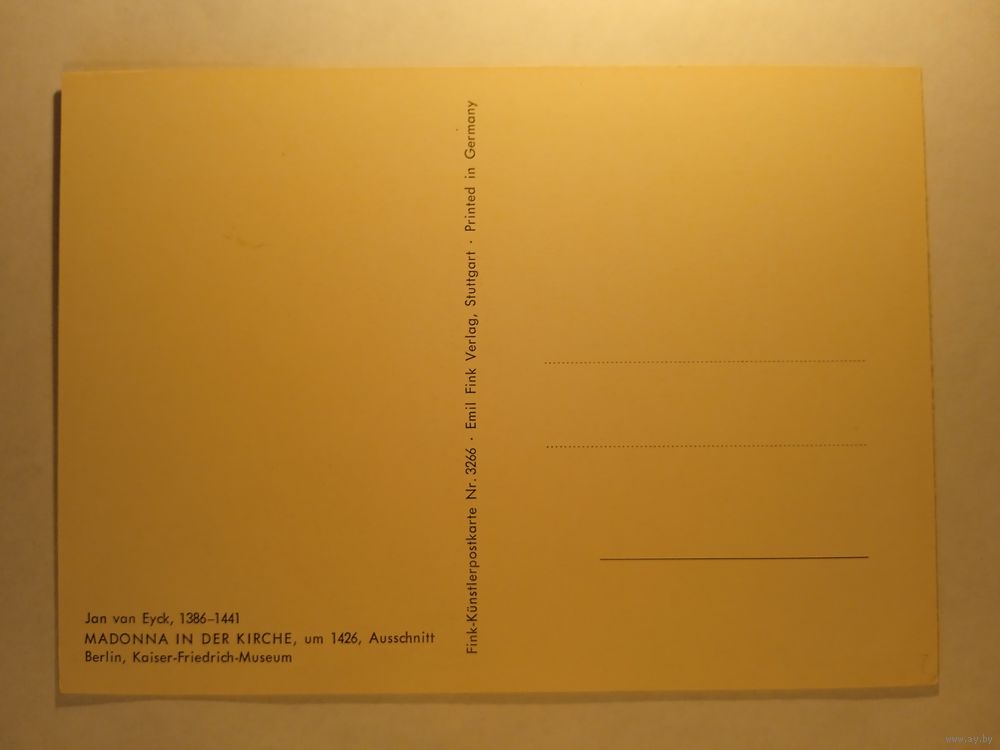 Jan van Eyck, 1386–1441
MADONNA IN DER KIRCHE, um 1426, Ausschnitt
Berlin, Kaiser-Friedrich-Museum
Fink-Künstlerpostkarte Nr. 3266 · Emil Fink Verlag, Stuttgart · Printed in Germany
www.ay.by